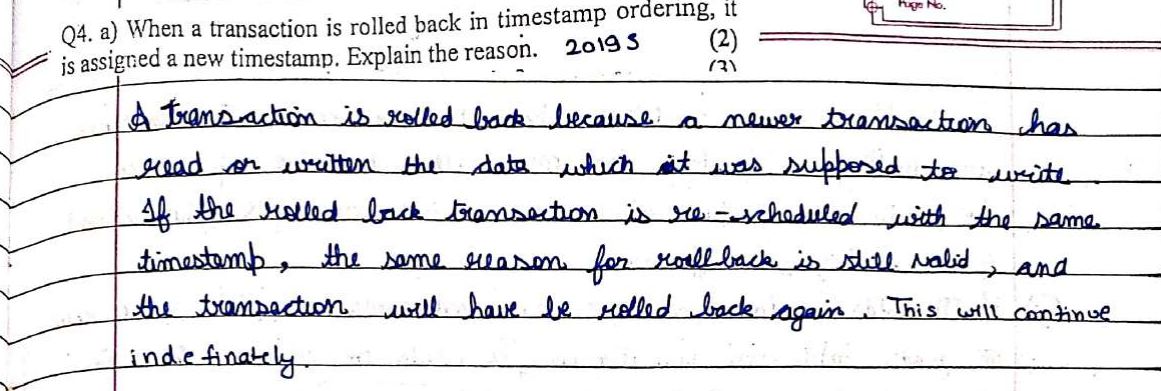 Page No.
Q4. a) When a transaction is rolled back in timestamp ordering, it
is assigned a new timestamp. Explain the reason. 2019 S (2)
(3)
A transaction is rolled back because a newer transaction has
read or written the data which it was supposed to write
If the rolled back transaction is re-scheduled with the same
timestamp, the same reason for roll back is still valid, and
the transaction will have be rolled back again. This will continue
indefinately.